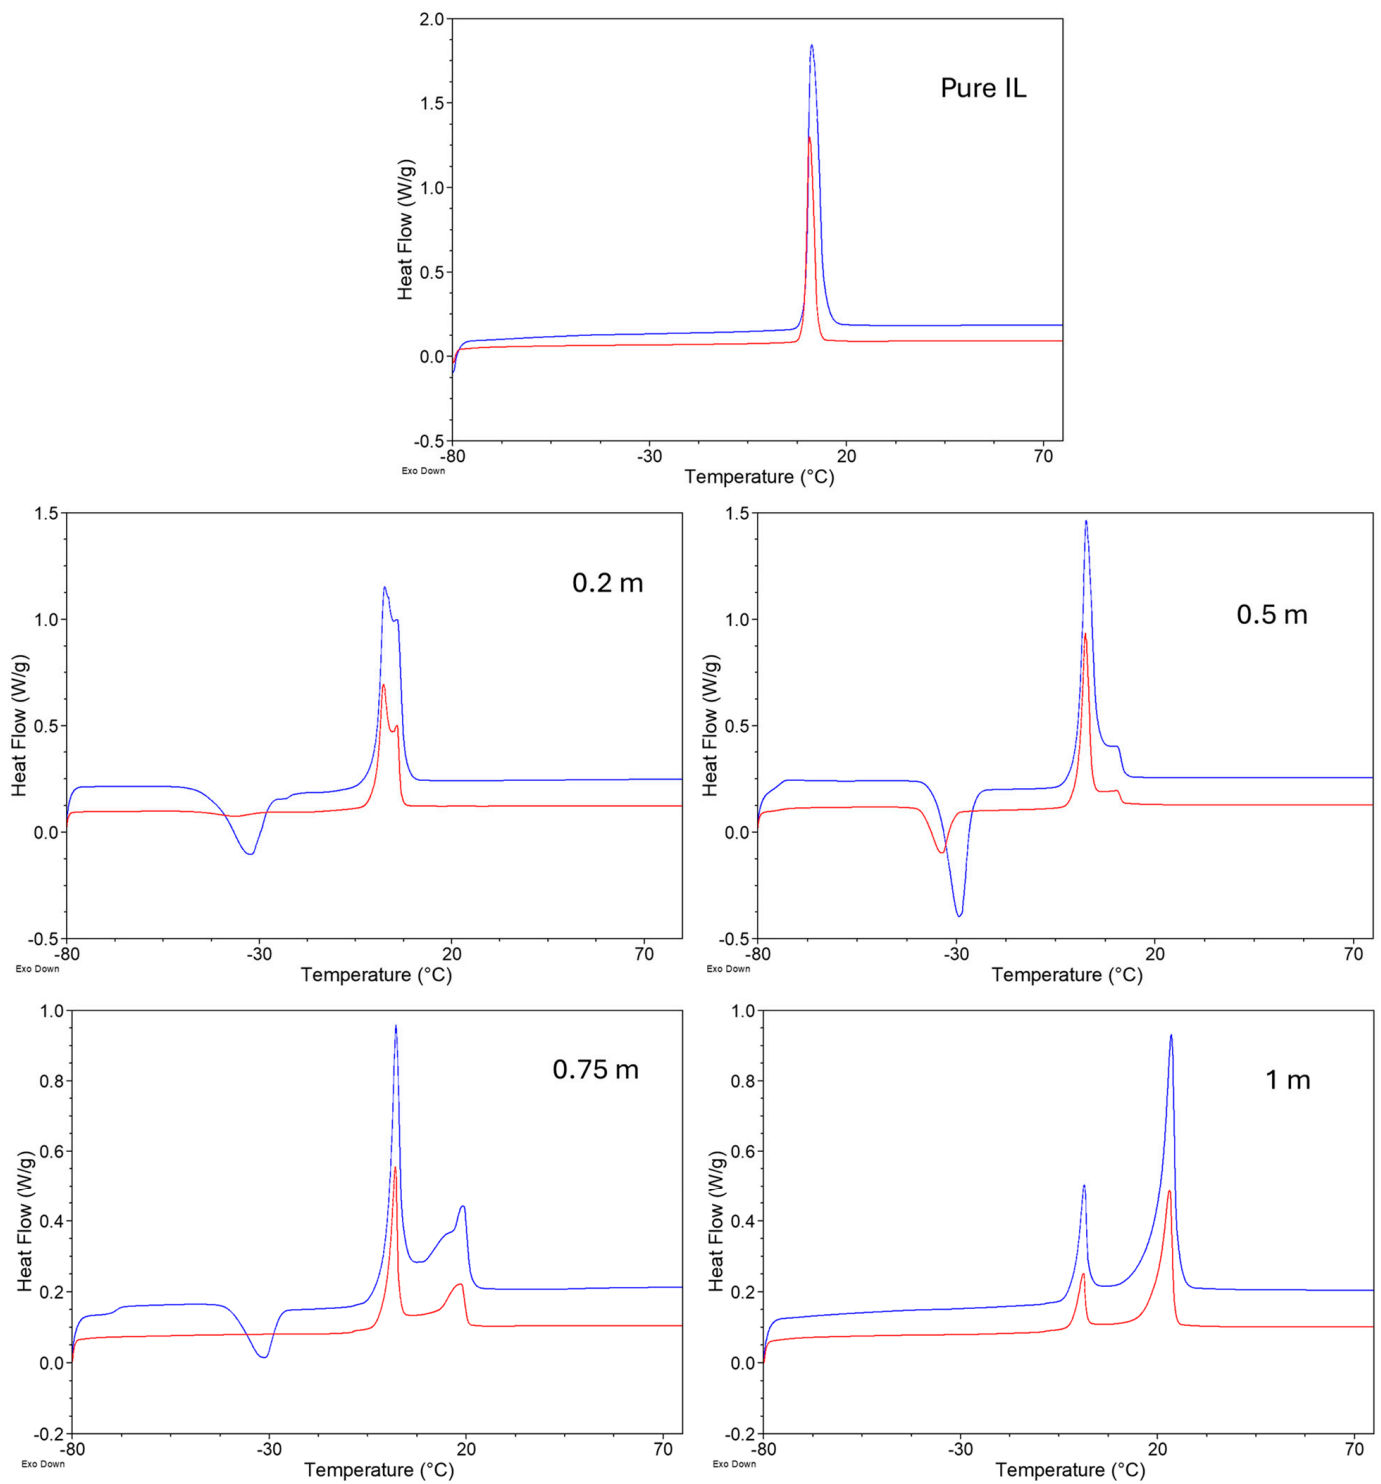 2.0
1.5
1.0
0.5
0.0
-0.5
Heat Flow (W/g)
Pure IL
-80
-30
20
70
Exo Down
Temperature (°C)
1.5
1.0
0.5
0.0
-0.5
Heat Flow (W/g)
0.2 m
-80
-30
20
70
Exo Down
Temperature (°C)
1.5
1.0
0.5
0.0
-0.5
Heat Flow (W/g)
0.5 m
-80
-30
20
70
Exo Down
Temperature (°C)
1.0
0.8
0.6
0.4
0.2
0.0
-0.2
Heat Flow (W/g)
0.75 m
-80
-30
20
70
Exo Down
Temperature (°C)
1.0
0.8
0.6
0.4
0.2
0.0
-0.2
Heat Flow (W/g)
1 m
-80
-30
20
70
Exo Down
Temperature (°C)